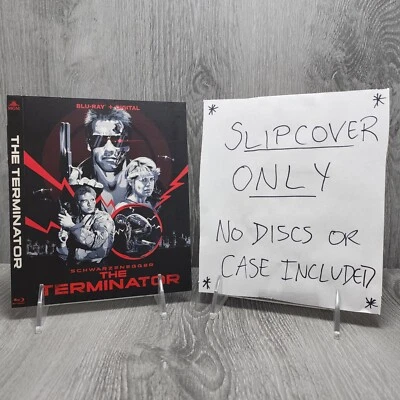 BLU-RAY + DIGITAL
THE TERMINATOR
SCHWARZENEGGER
THE
TERMINATOR
* *
SLIPCOVER
ONLY
NO DISCS OR
CASE INCLUDED
* *